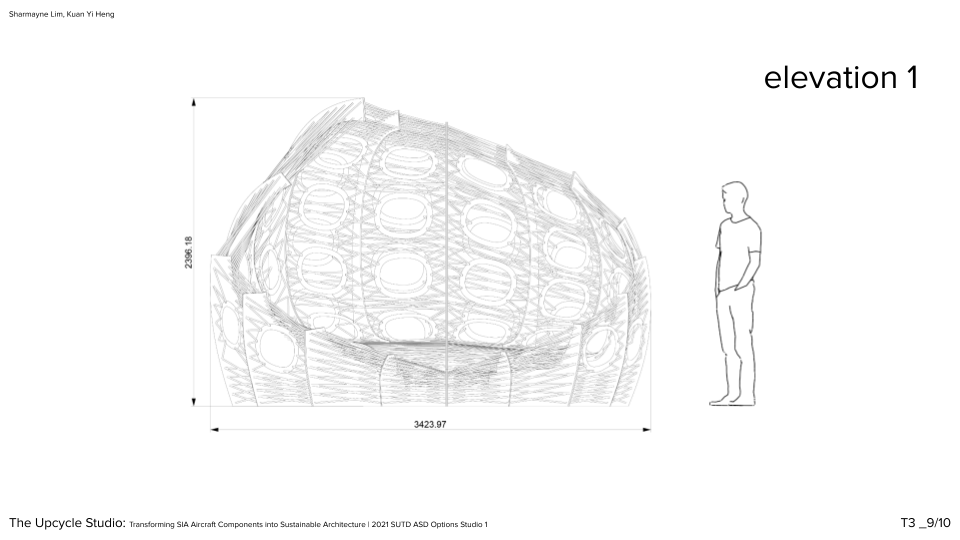 Sharmayne Lim, Kuan Yi Heng
elevation 1
2396.18
3423.97
The Upcycle Studio: Transforming SIA Aircraft Components into Sustainable Architecture | 2021 SUTD ASD Options Studio 1
T3 _9/10